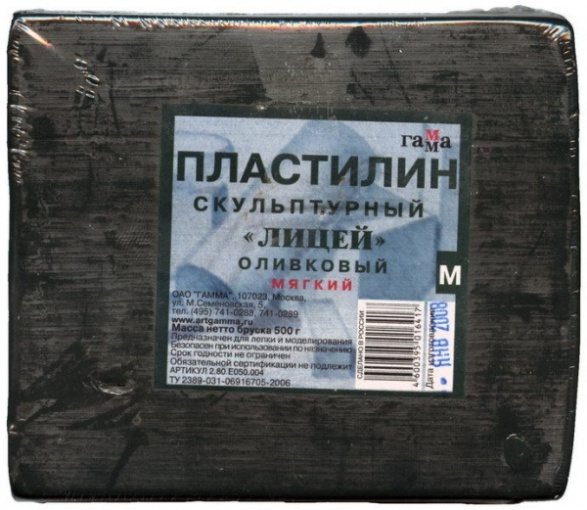 гамма
ПЛАСТИЛИН
СКУЛЬПТУРНЫЙ
«ЛИЦЕЙ»
ОЛИВКОВЫЙ
МЯГКИЙ
М
ОАО "ГАММА", 107023, Москва,
ул. М.Семеновская, 5,
тел. (495) 741-0288, 741-0289
www.artgamma.ru
Масса нетто бруска 500 г
Предназначен для лепки и моделирования
Безопасен при использовании по назначению
Срок годности не ограничен
Обязательной сертификации не подлежит
АРТИКУЛ 2.80.Е050.004
ТУ 2389-031-06916705-2006
СДЕЛАНО В РОССИИ
4 600395 016417
Дата изготовления
ЯНВ 2008